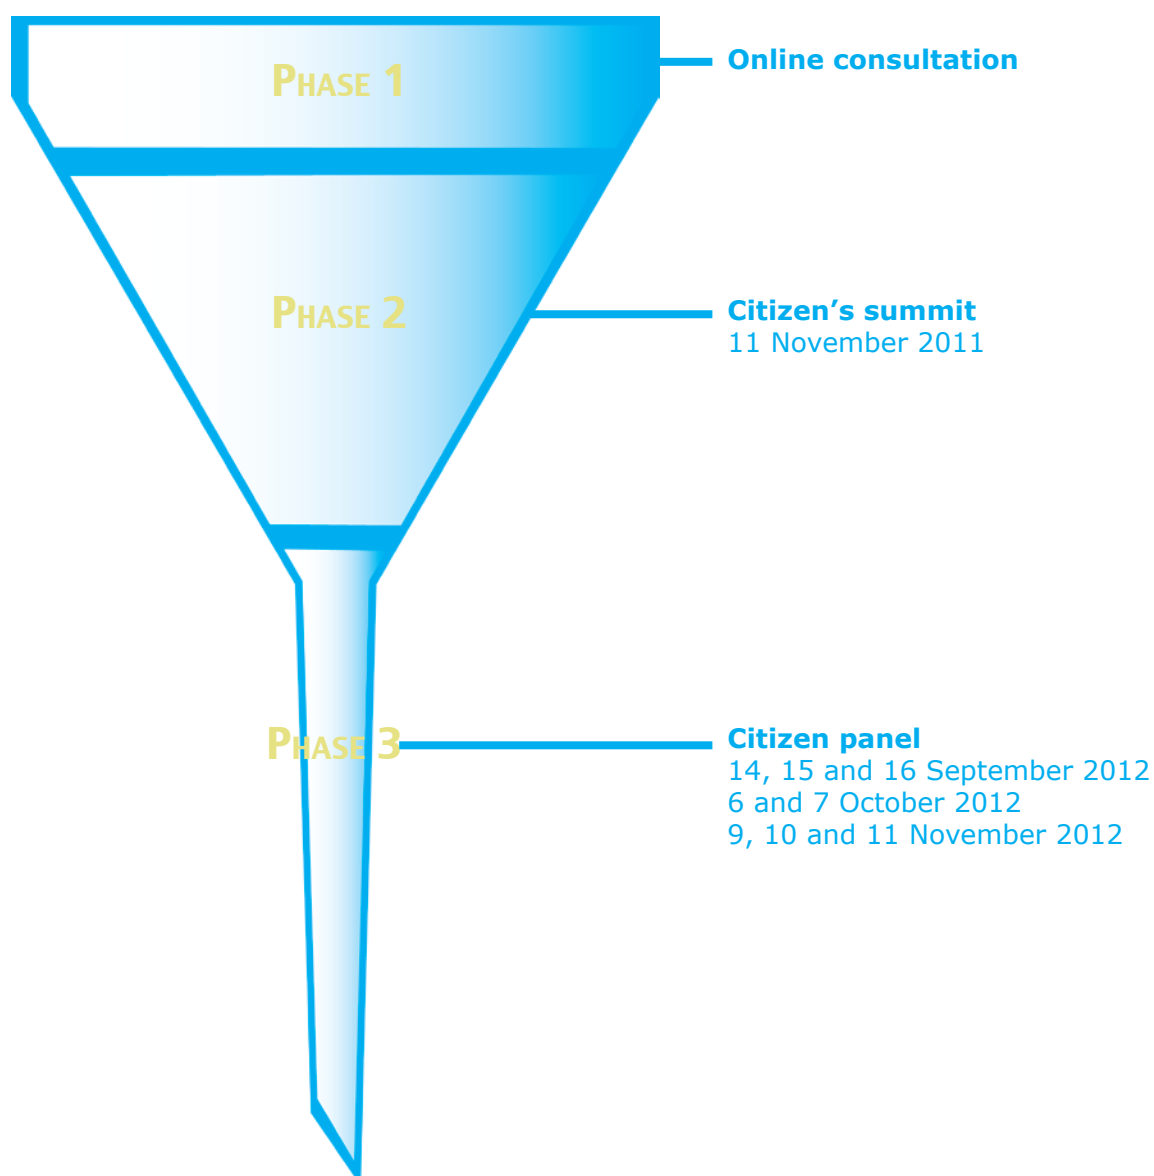 PHASE 1
Online consultation
PHASE 2
Citizen’s summit
11 November 2011
PHASE 3
Citizen panel
14, 15 and 16 September 2012
6 and 7 October 2012
9, 10 and 11 November 2012